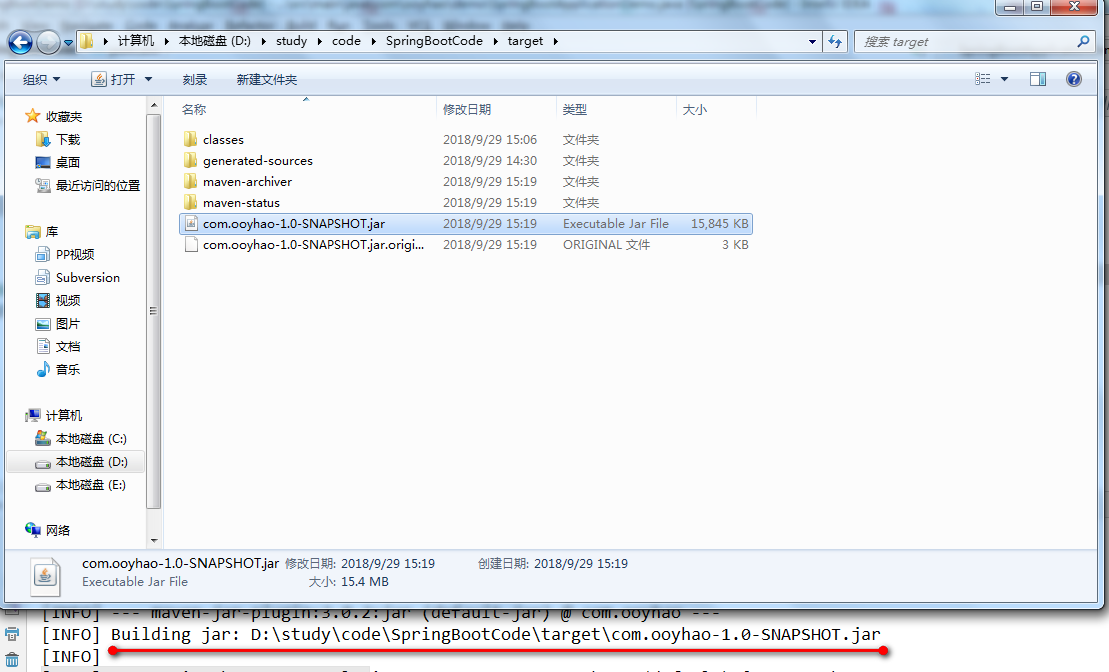 计算机 本地磁盘 (D:) study code SpringBootCode target 搜索 target
组织 打开 刻录 新建文件夹
名称 修改日期 类型 大小
收藏夹
下载
桌面
最近访问的位置
库
PP视频
Subversion
视频
图片
文档
音乐
计算机
本地磁盘 (C:)
本地磁盘 (D:)
本地磁盘 (E:)
网络
classes 2018/9/29 15:06 文件夹
generated-sources 2018/9/29 14:30 文件夹
maven-archiver 2018/9/29 15:19 文件夹
maven-status 2018/9/29 15:19 文件夹
com.ooyhao-1.0-SNAPSHOT.jar 2018/9/29 15:19 Executable Jar File 15,845 KB
com.ooyhao-1.0-SNAPSHOT.jar.origi... 2018/9/29 15:19 ORIGINAL 文件 3 KB
com.ooyhao-1.0-SNAPSHOT.jar 修改日期: 2018/9/29 15:19 创建日期: 2018/9/29 15:19
Executable Jar File 大小: 15.4 MB
[INFO] --- maven-jar-plugin:3.0.2:jar (default-jar) @ com.ooyhao ---
[INFO] Building jar: D:\study\code\SpringBootCode\target\com.ooyhao-1.0-SNAPSHOT.jar
[INFO]